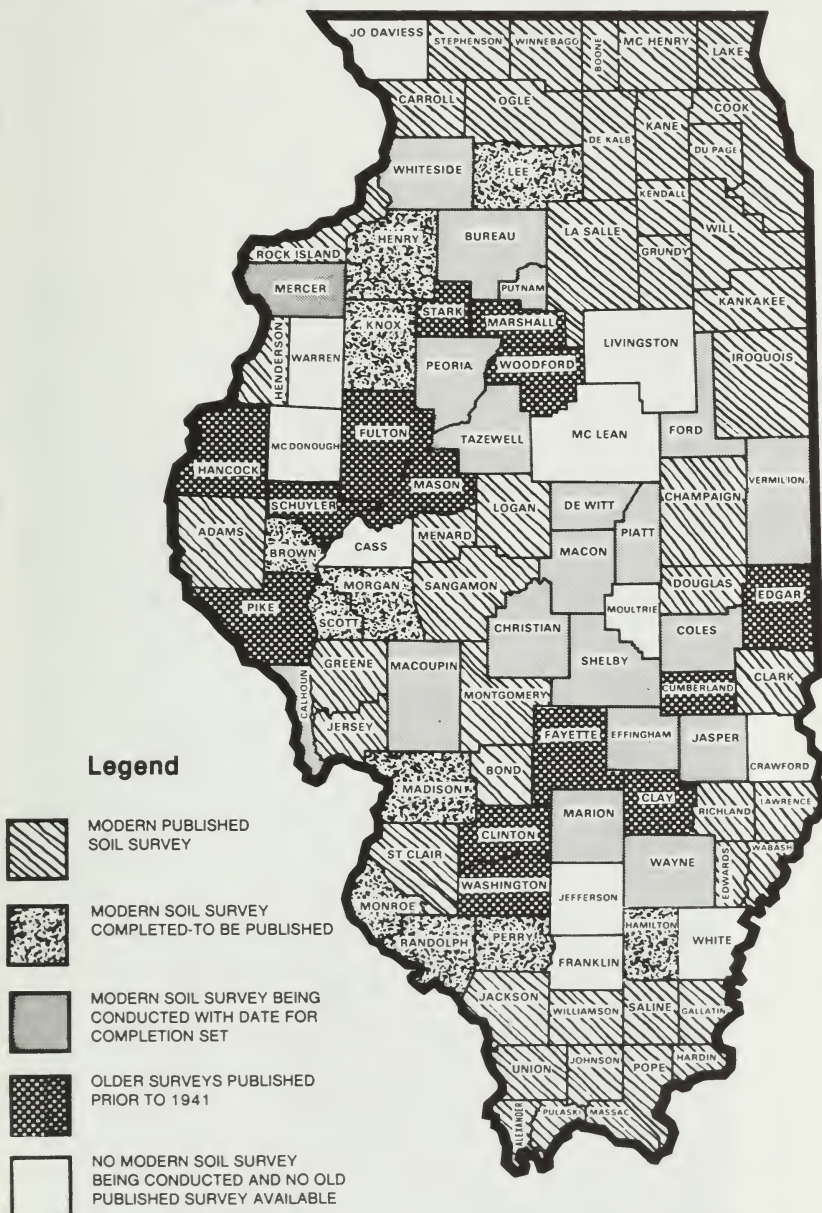 JO DAVIESS
STEPHENSON
WINNEBAGO
BOONE
MC HENRY
LAKE
CARROLL
OGLE
DE KALB
KANE
COOK
DU PAGE
WHITESIDE
LEE
KENDALL
WILL
ROCK ISLAND
HENRY
BUREAU
LA SALLE
GRUNDY
MERCER
PUTNAM
KANKAKEE
HENDERSON
WARREN
KNOX
STARK
MARSHALL
LIVINGSTON
IROQUOIS
PEORIA
WOODFORD
FULTON
TAZEWELL
MC LEAN
FORD
HANCOCK
MC DONOUGH
MASON
VERMILION
SCHUYLER
LOGAN
DE WITT
CHAMPAIGN
ADAMS
BROWN
CASS
MENARD
PIATT
MACON
MORGAN
SANGAMON
DOUGLAS
EDGAR
PIKE
SCOTT
CHRISTIAN
MOULTRIE
COLES
GREENE
MACOUPIN
SHELBY
CALHOUN
MONTGOMERY
CUMBERLAND
CLARK
JERSEY
FAYETTE
EFFINGHAM
JASPER
CRAWFORD
BOND
MADISON
CLAY
MARION
RICHLAND
LAWRENCE
CLINTON
ST CLAIR
WAYNE
EDWARDS
WABASH
WASHINGTON
JEFFERSON
MONROE
RANDOLPH
PERRY
HAMILTON
WHITE
FRANKLIN
JACKSON
WILLIAMSON
SALINE
GALLATIN
UNION
JOHNSON
POPE
HARDIN
ALEXANDER
PULASKI
MASSAC
Legend
MODERN PUBLISHED
SOIL SURVEY
MODERN SOIL SURVEY
COMPLETED-TO BE PUBLISHED
MODERN SOIL SURVEY BEING
CONDUCTED WITH DATE FOR
COMPLETION SET
OLDER SURVEYS PUBLISHED
PRIOR TO 1941
NO MODERN SOIL SURVEY
BEING CONDUCTED AND NO OLD
PUBLISHED SURVEY AVAILABLE